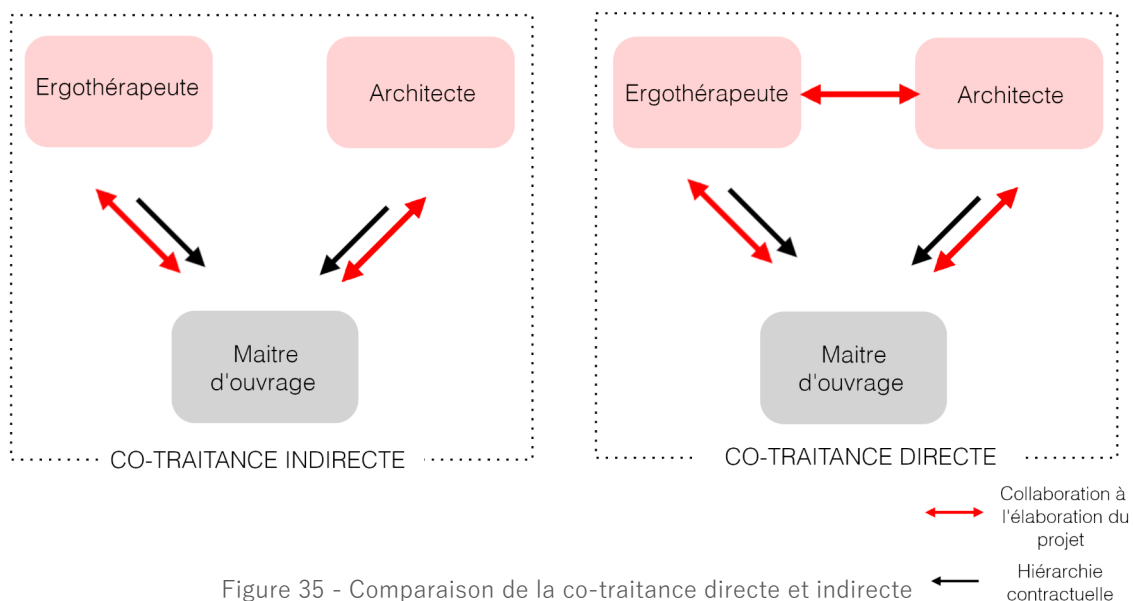 Ergothérapeute
Architecte
Maitre
d'ouvrage
CO-TRAITANCE INDIRECTE
Ergothérapeute
Architecte
Maitre
d'ouvrage
CO-TRAITANCE DIRECTE
Collaboration à
l'élaboration du
projet
Hiérarchie
contractuelle
Figure 35 - Comparaison de la co-traitance directe et indirecte